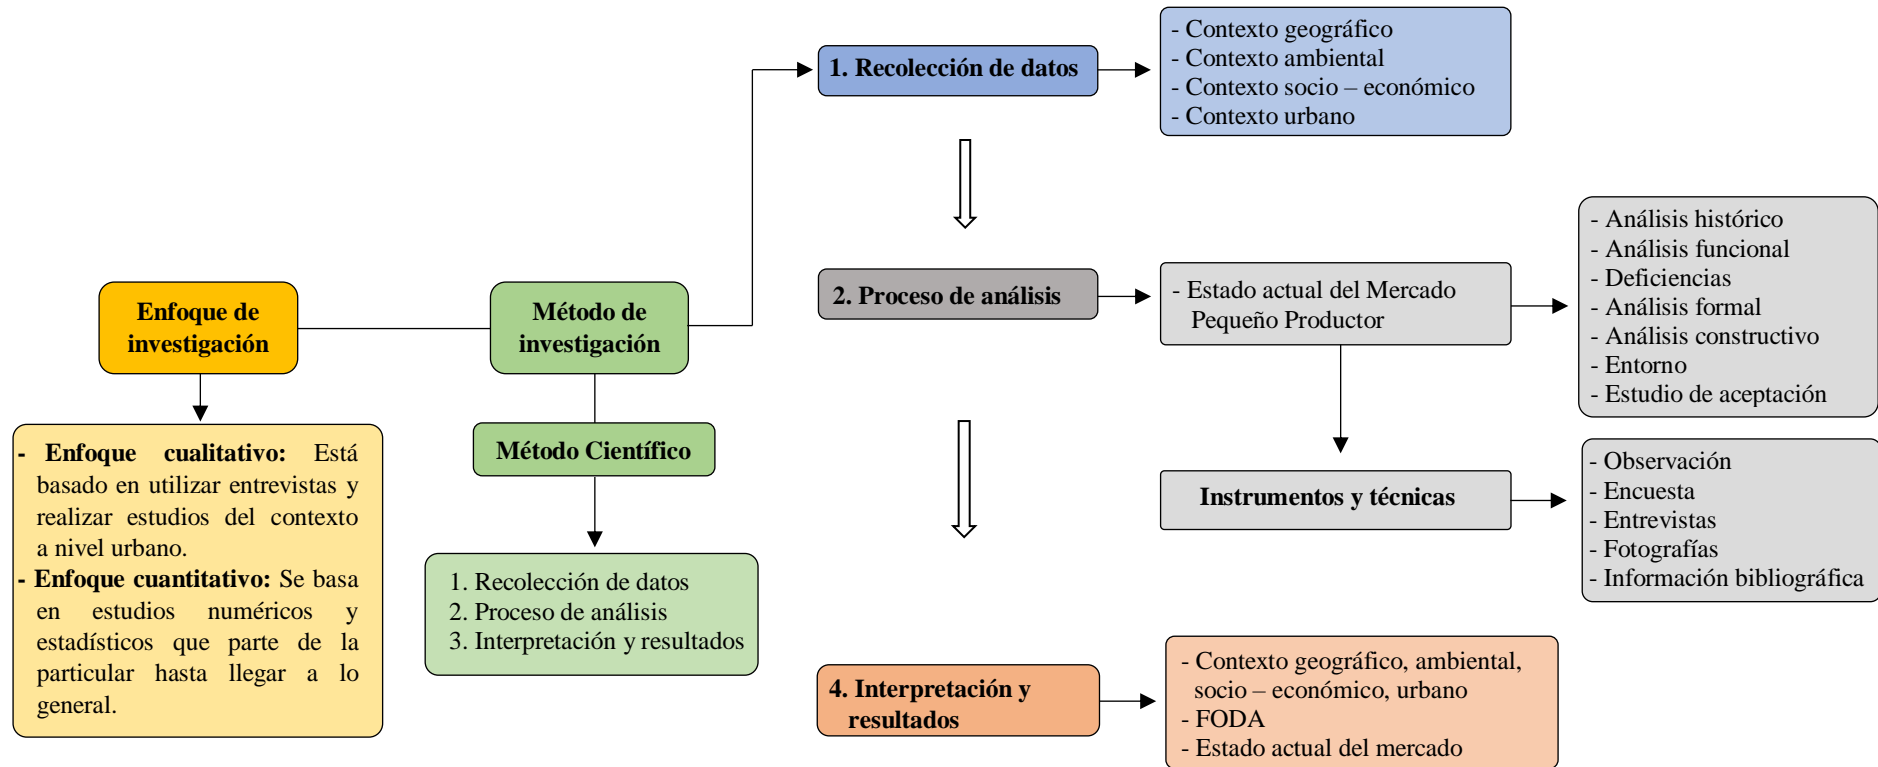 Enfoque de
investigación
- Enfoque cualitativo: Está
basado en utilizar entrevistas y
realizar estudios del contexto
a nivel urbano.
- Enfoque cuantitativo: Se basa
en estudios numéricos y
estadísticos que parte de la
particular hasta llegar a lo
general.
Método de
investigación
Método Científico
1. Recolección de datos
2. Proceso de análisis
3. Interpretación y resultados
1. Recolección de datos
- Contexto geográfico
- Contexto ambiental
- Contexto socio – económico
- Contexto urbano
2. Proceso de análisis
- Estado actual del Mercado
Pequeño Productor
- Análisis histórico
- Análisis funcional
- Deficiencias
- Análisis formal
- Análisis constructivo
- Entorno
- Estudio de aceptación
Instrumentos y técnicas
- Observación
- Encuesta
- Entrevistas
- Fotografías
- Información bibliográfica
4. Interpretación y
resultados
- Contexto geográfico, ambiental,
socio – económico, urbano
- FODA
- Estado actual del mercado